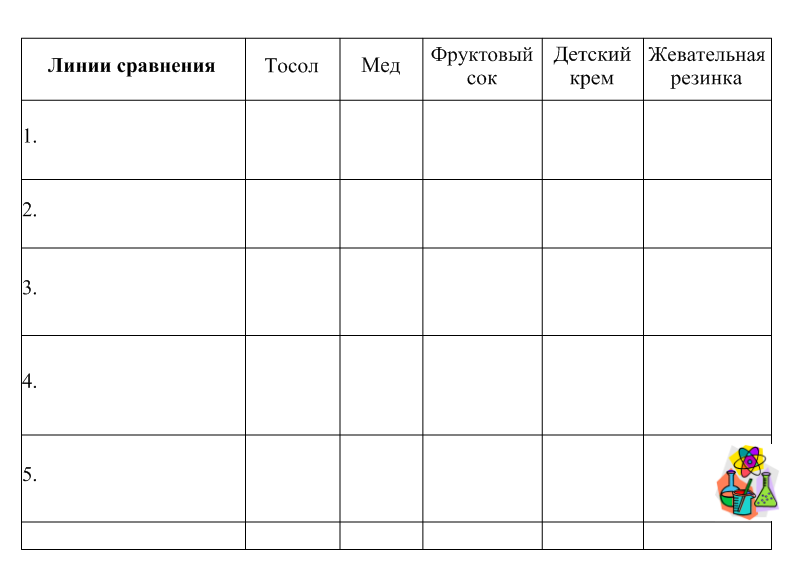 Линии сравнения
Тосол
Мед
Фруктовый
сок
Детский
крем
Жевательная
резинка
1.
2.
3.
4.
5.